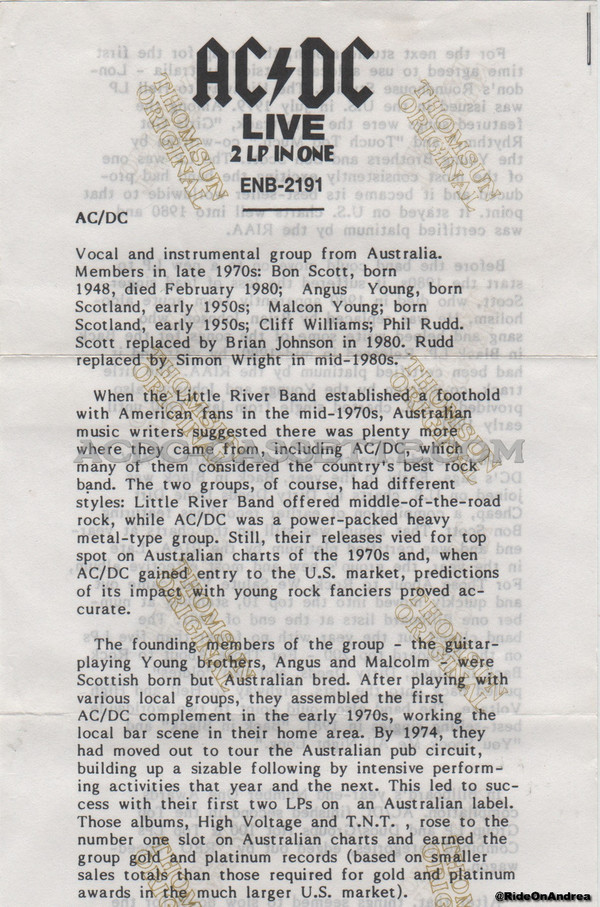 AC/DC
LIVE
2 LP IN ONE
ENB-2191
AC/DC
Vocal and instrumental group from Australia.
Members in late 1970s: Bon Scott, born
1948, died February 1980; Angus Young, born
Scotland, early 1950s; Malcon Young; born
Scotland, early 1950s; Cliff Williams; Phil Rudd.
Scott replaced by Brian Johnson in 1980. Rudd
replaced by Simon Wright in mid-1980s.
When the Little River Band established a foothold
with American fans in the mid-1970s, Australian
music writers suggested there was plenty more
where they came from, including AC/DC, which
many of them considered the country's best rock
band. The two groups, of course, had different
styles: Little River Band offered middle-of-the-road
rock, while AC/DC was a power-packed heavy
metal-type group. Still, their releases vied for top
spot on Australian charts of the 1970s and, when
AC/DC gained entry to the U.S. market, predictions
of its impact with young rock fanciers proved ac-
curate.
The founding members of the group - the guitar-
playing Young brothers, Angus and Malcolm - were
Scottish born but Australian bred. After playing with
various local groups, they assembled the first
AC/DC complement in the early 1970s, working the
local bar scene in their home area. By 1974, they
had moved out to tour the Australian pub circuit,
building up a sizable following by intensive perform-
ing activities that year and the next. This led to suc-
cess with their first two LPs on an Australian label.
Those albums, High Voltage and T.N.T. , rose to the
number one slot on Australian charts and earned the
group gold and platinum records (based on smaller
sales totals than those required for gold and platinum
awards in the much larger U.S. market).
THOMSUN
ORIGINAL
THOMSUN
ORIGINAL
THOMSUN
ORIGINAL
THOMSUN
ORIGINAL
THOMSUN
ORIGINAL
THOMSUN
ORIGINAL
@RideOnAndrea